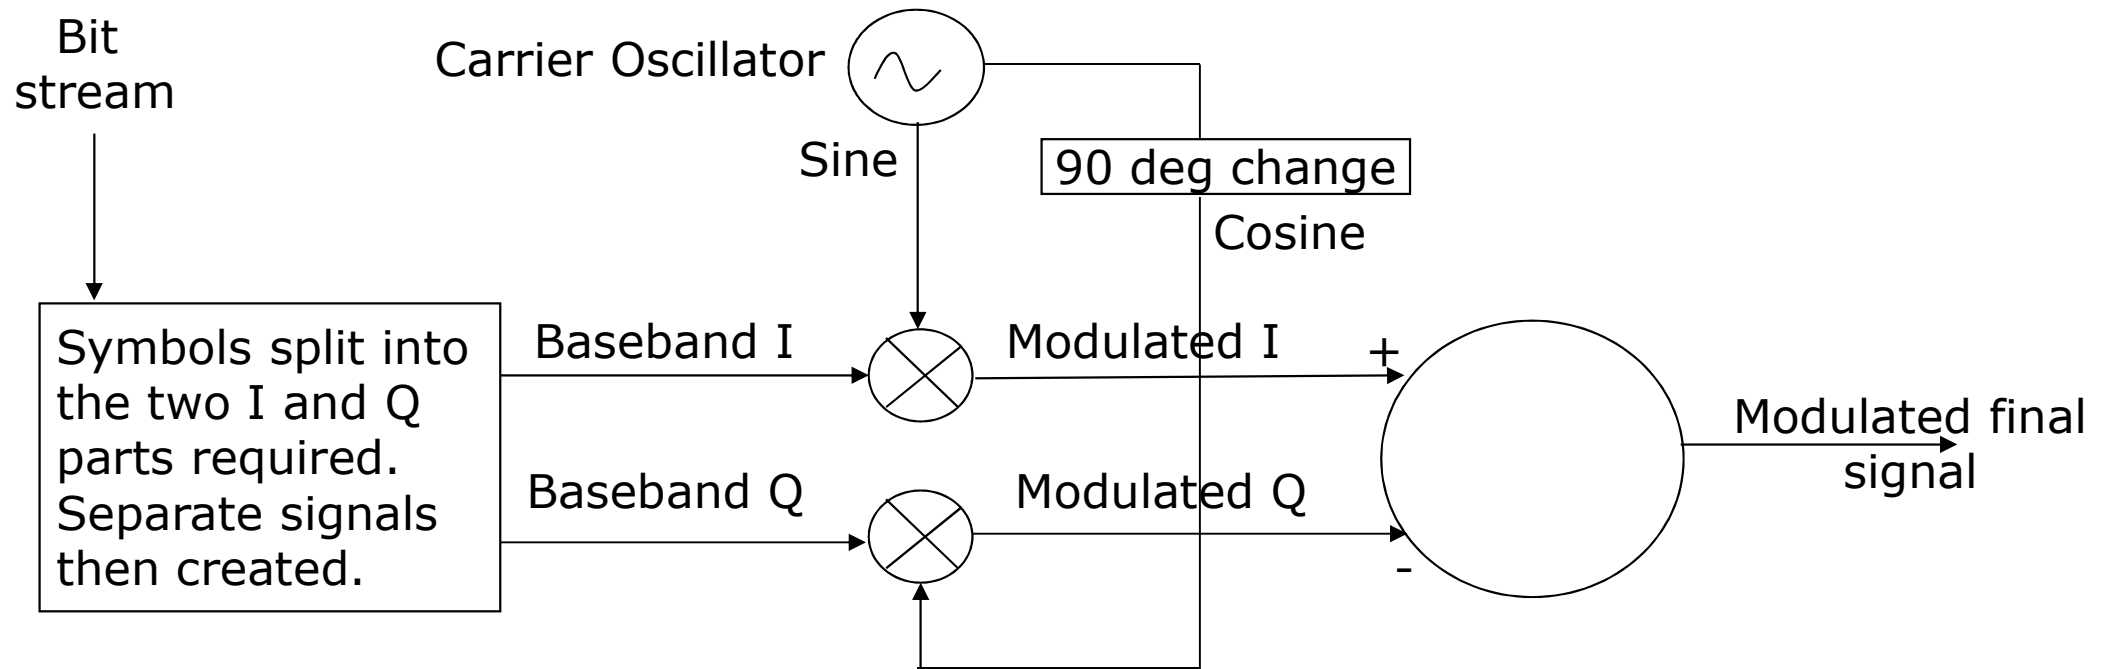 Bit
stream
Carrier Oscillator
Sine
90 deg change
Cosine
Symbols split into
the two I and Q
parts required.
Separate signals
then created.
Baseband I
Modulated I
+
Baseband Q
Modulated Q
-
Modulated final
signal